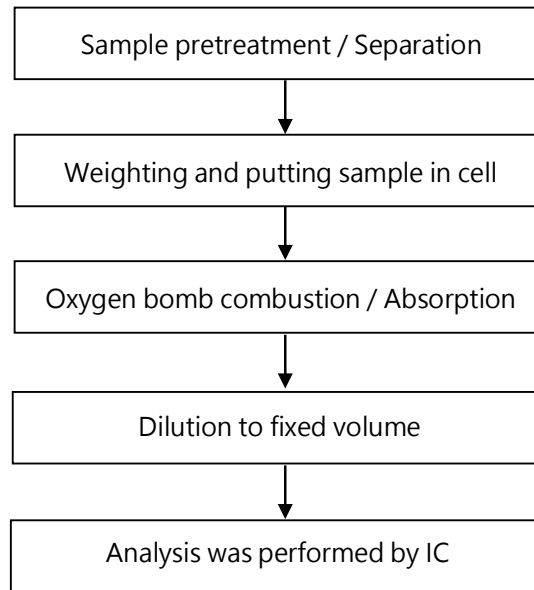 Sample pretreatment / Separation
Weighting and putting sample in cell
Oxygen bomb combustion / Absorption
Dilution to fixed volume
Analysis was performed by IC